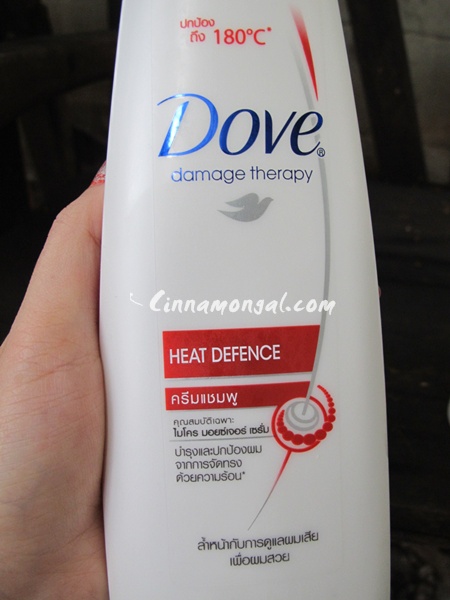 ปกป้อง
ถึง 180°C*
Dove®
damage therapy
Cinnamongal.com
HEAT DEFENCE
ครีมแชมพู
คุณสมบัติเฉพาะ
ไมโคร มอยซ์เจอร์ เซรั่ม
บำรุงและปกป้องผม
จากการจัดทรง
ด้วยความร้อน*
ล้ำหน้ากับการดูแลผมเสีย
เพื่อผมสวย